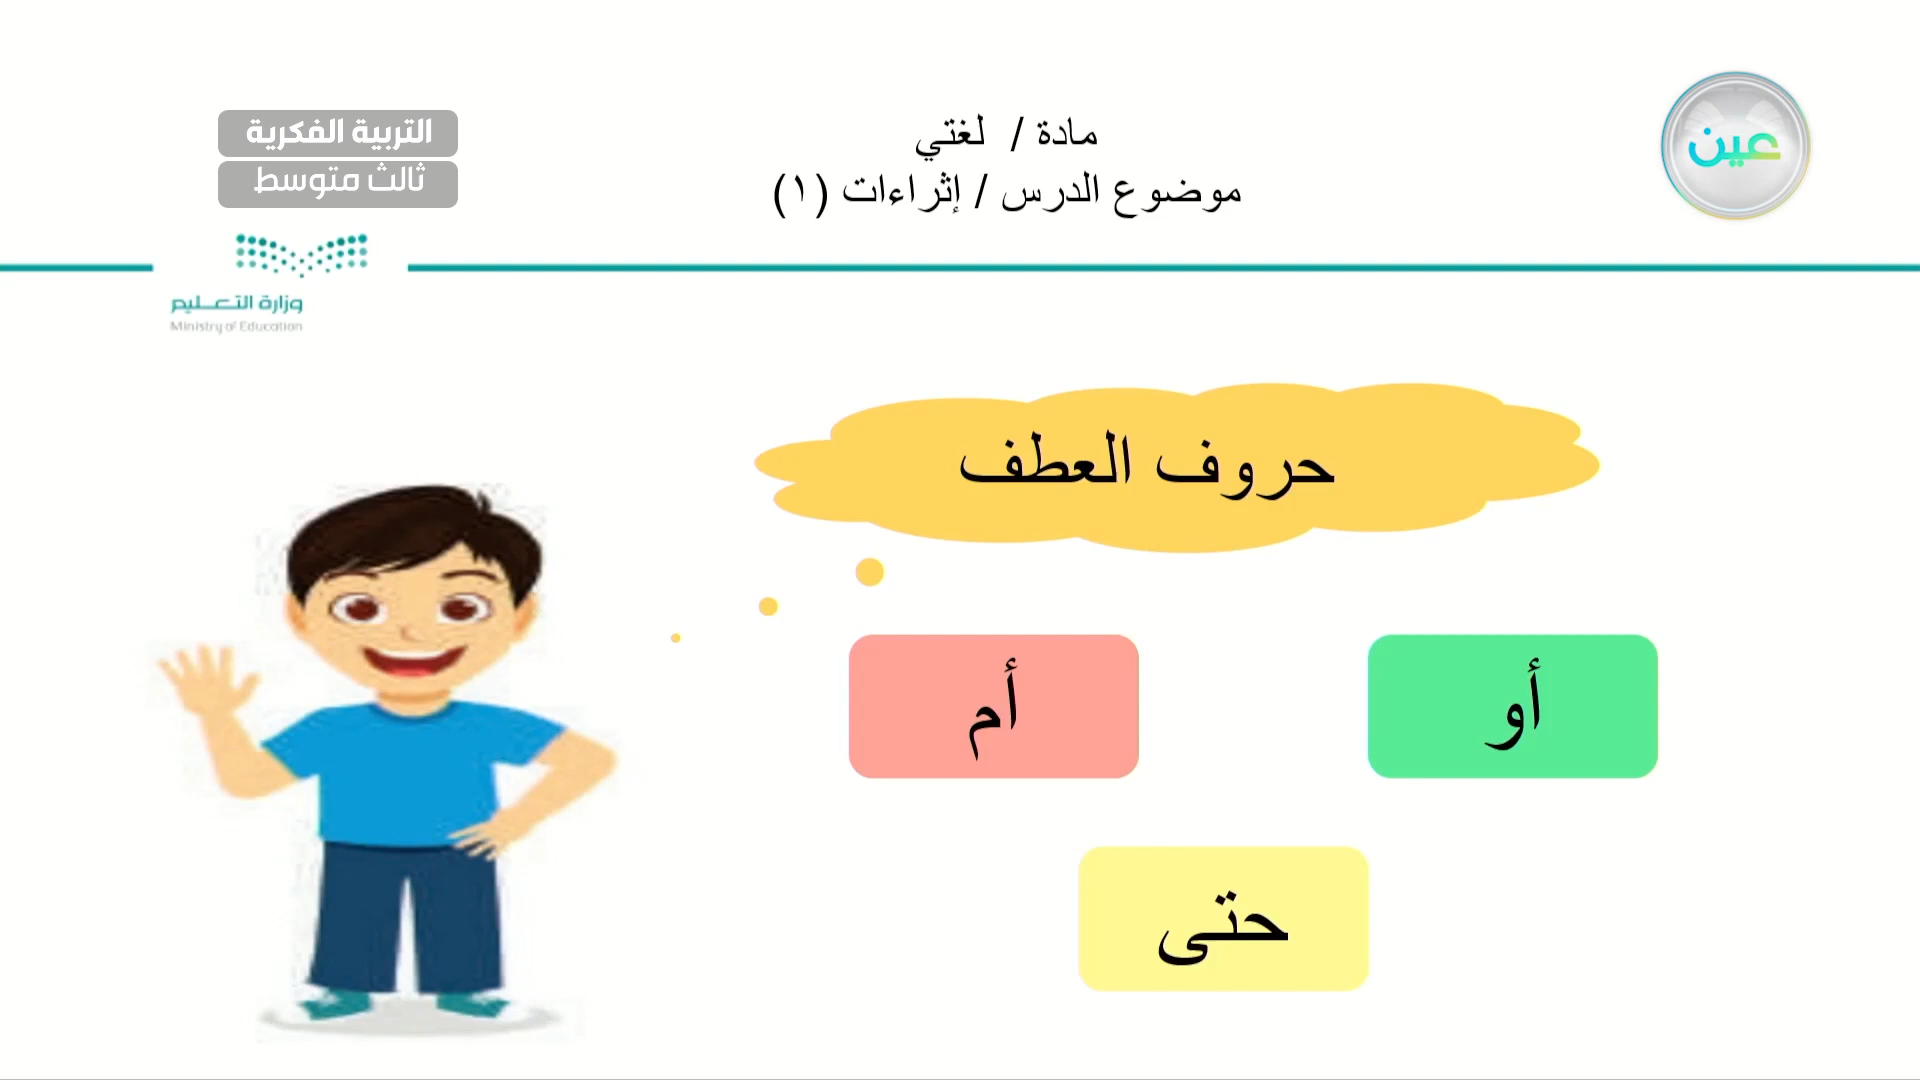 مادة / لغتي
موضوع الدرس / إثراءات (١)
عين
التربية الفكرية
ثالث متوسط
وزارة التعليم
Ministry of Education
حروف العطف
أو
أم
حتى